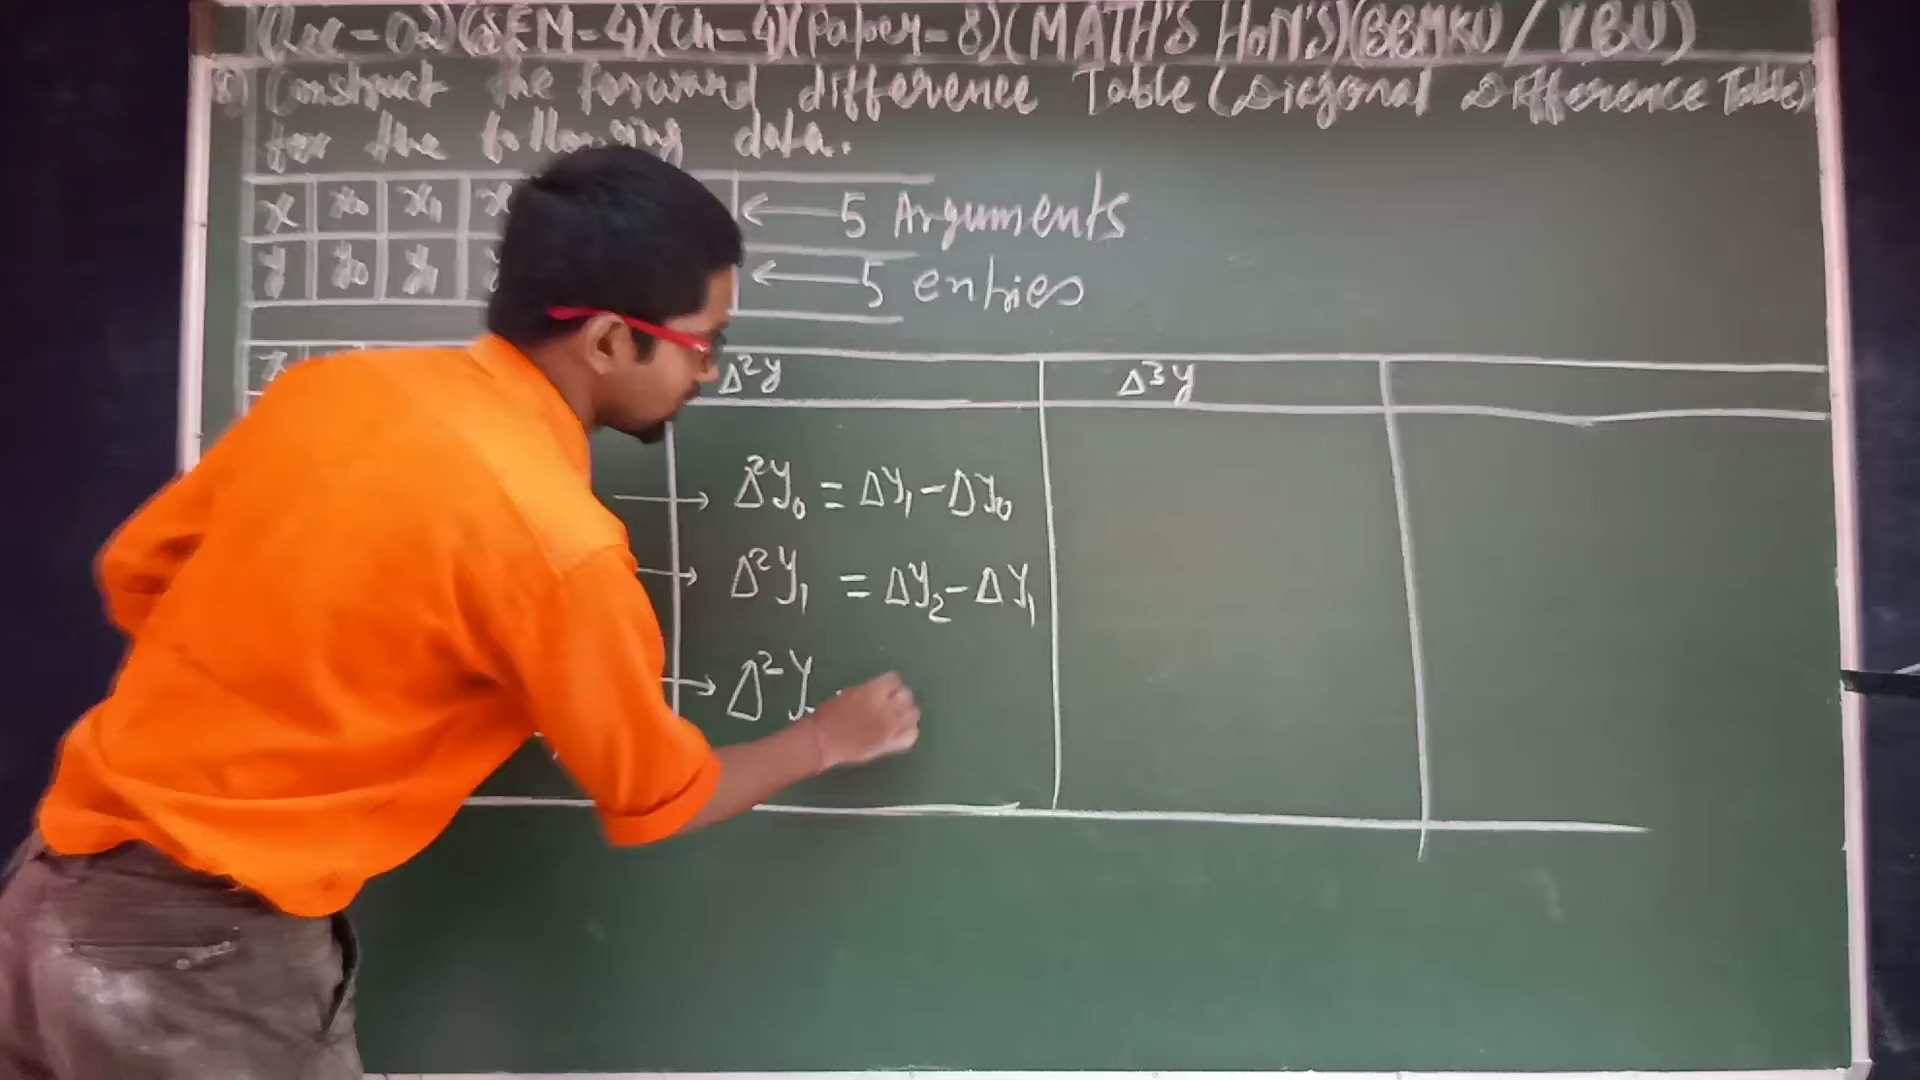 (Lec-02)(SEM-4)(Ch-4)(Paper-8)(MATH'S HON'S)(BBMKU/VBU)
Construct the forward difference Table (Diagonal Difference Table)
for the following data.
x x₀ x₁ ← 5 Arguments
y y₀ y₁ ← 5 entries
x Δ²y Δ³y
→ Δ²y₀ = Δy₁ - Δy₀
→ Δ²y₁ = Δy₂ - Δy₁
→ Δ²y₂